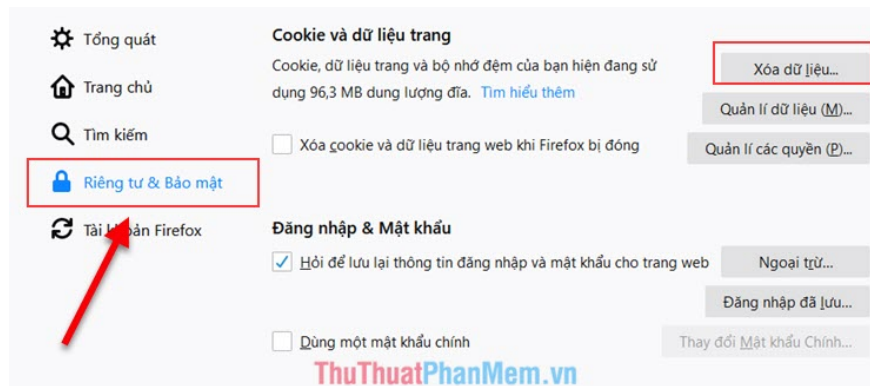 Tổng quát
Trang chủ
Tìm kiếm
Riêng tư & Bảo mật
Tài khoản Firefox
Cookie và dữ liệu trang
Cookie, dữ liệu trang và bộ nhớ đệm của bạn hiện đang sử
dụng 96,3 MB dung lượng đĩa. Tìm hiểu thêm
Xóa dữ liệu...
Quản lí dữ liệu (M)...
Xóa cookie và dữ liệu trang web khi Firefox bị đóng
Quản lí các quyền (P)...
Đăng nhập & Mật khẩu
Hỏi để lưu lại thông tin đăng nhập và mật khẩu cho trang web
Ngoại trừ...
Đăng nhập đã lưu...
Dùng một mật khẩu chính
Thay đổi Mật khẩu Chính...
ThuThuatPhanMem.vn